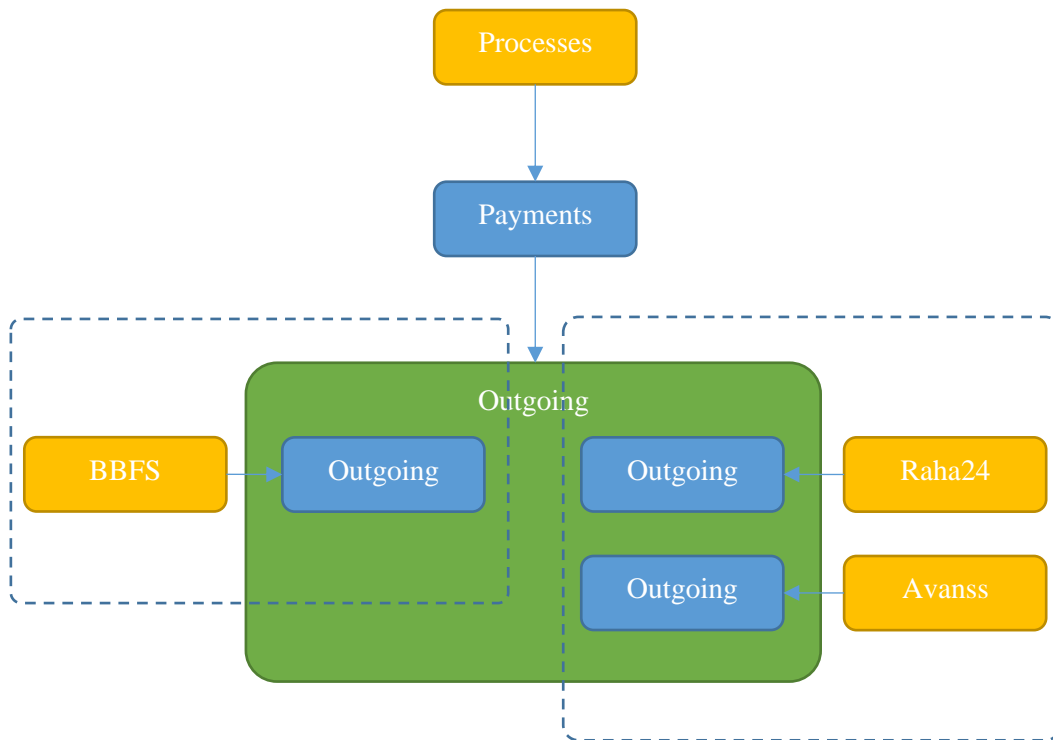 Processes
Payments
Outgoing
BBFS
Outgoing
Outgoing
Raha24
Outgoing
Avanss